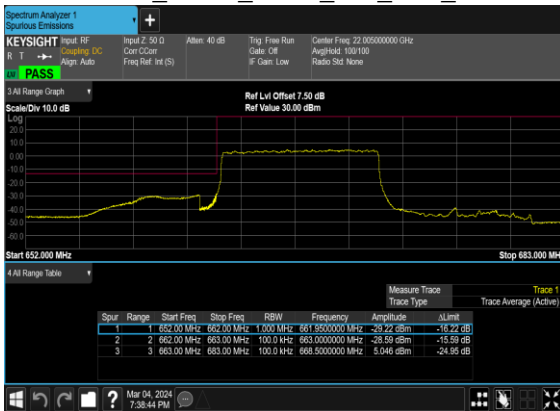 Spectrum Analyzer 1
Spurious Emissions
+
KEYSIGHT Input: RF Input Z: 50 Ω Atten: 40 dB Trig: Free Run Center Freq: 22.005000000 GHz
R T Coupling: DC Corr CCorr Gate: Off Avg|Hold: 100/100
Align: Auto Freq Ref: Int (S) IF Gain: Low Radio Std: None
LXI PASS
3 All Range Graph
Ref Lvl Offset 7.50 dB
Scale/Div 10.0 dB Ref Value 30.00 dBm
Log
20.0
10.0
0.00
-10.0
-20.0
-30.0
-40.0
-50.0
-60.0
Start 652.000 MHz Stop 683.000 MH
4 All Range Table
Measure Trace Trace 1
Trace Type Trace Average (Active)
Spur Range Start Freq Stop Freq RBW Frequency Amplitude ΔLimit
1 1 652.00 MHz 662.00 MHz 1.000 MHz 661.9500000 MHz -29.22 dBm -16.22 dB
2 2 662.00 MHz 663.00 MHz 100.0 kHz 663.0000000 MHz -28.59 dBm -15.59 dB
3 3 663.00 MHz 683.00 MHz 100.0 kHz 668.5000000 MHz 5.046 dBm -24.95 dB
? Mar 04, 2024
7:38:44 PM